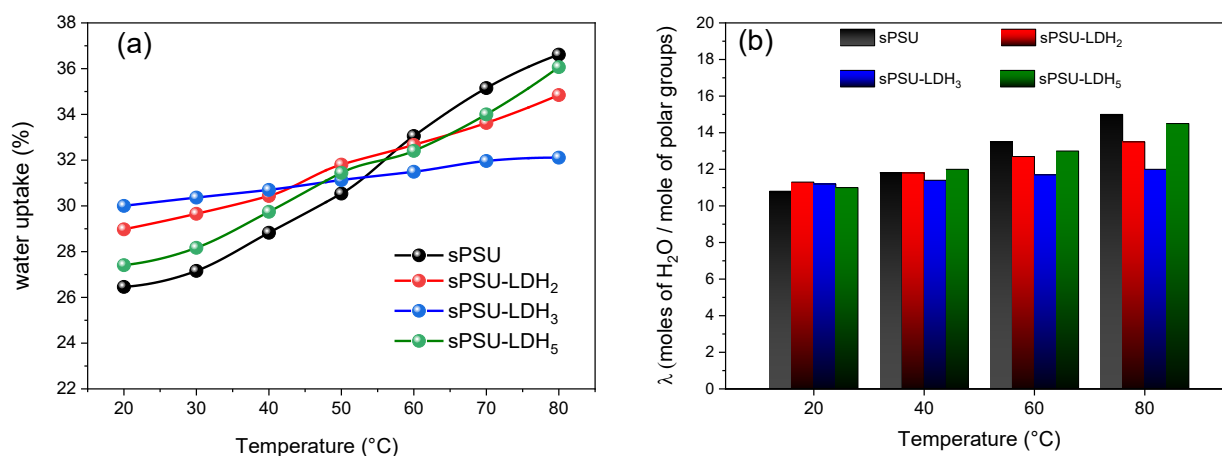 (a)
water uptake (%)
38
36
34
32
30
28
26
24
22
20 30 40 50 60 70 80
Temperature (°C)
sPSU
sPSU-LDH₂
sPSU-LDH₃
sPSU-LDH₅
(b)
λ (moles of H₂O / mole of polar groups)
20
18
16
14
12
10
8
6
4
2
0
20 40 60 80
Temperature (°C)
sPSU sPSU-LDH₂
sPSU-LDH₃ sPSU-LDH₅